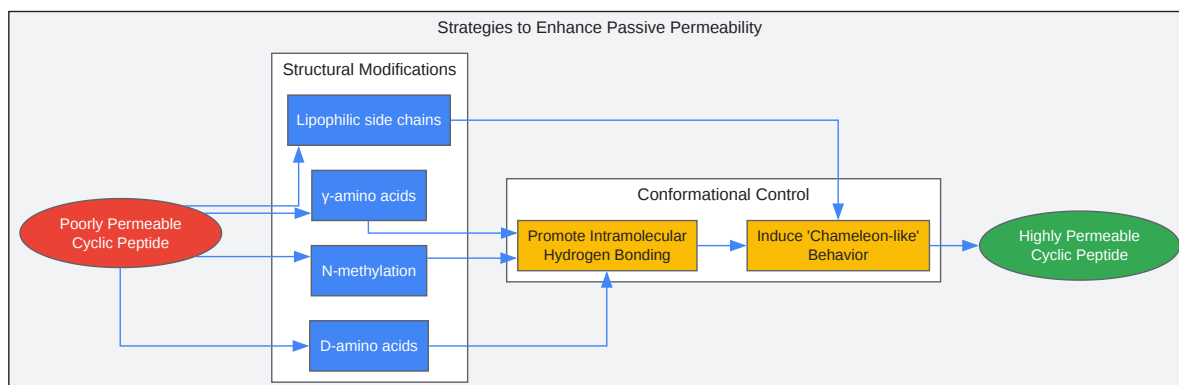 Strategies to Enhance Passive Permeability
Structural Modifications
Lipophilic side chains
γ-amino acids
N-methylation
D-amino acids
Poorly Permeable
Cyclic Peptide
Conformational Control
Promote Intramolecular
Hydrogen Bonding
Induce 'Chameleon-like'
Behavior
Highly Permeable
Cyclic Peptide